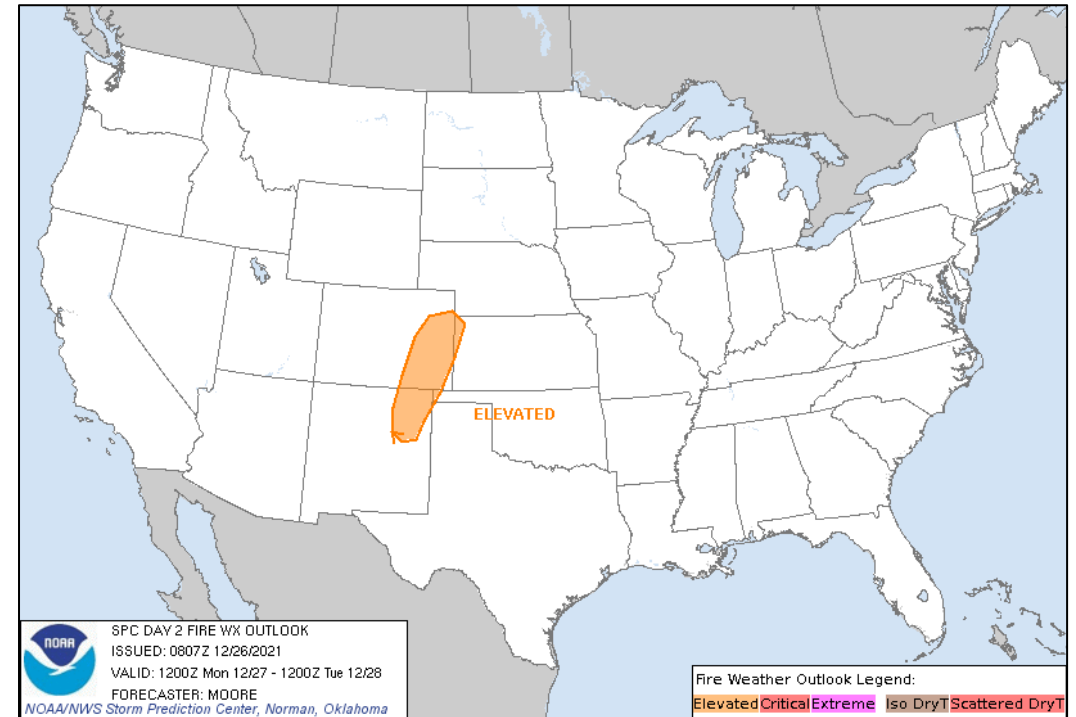 ELEVATED
NOAA
SPC DAY 2 FIRE WX OUTLOOK
ISSUED: 0807Z 12/26/2021
VALID: 1200Z Mon 12/27 - 1200Z Tue 12/28
FORECASTER: MOORE
NOAA/NWS Storm Prediction Center, Norman, Oklahoma
Fire Weather Outlook Legend:
Elevated Critical Extreme Iso DryT Scattered DryT